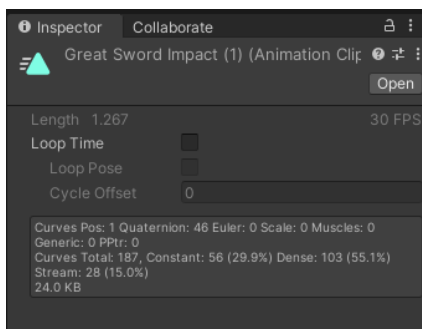 Inspector Collaborate
Great Sword Impact (1) (Animation Clip
Open
Length 1.267 30 FPS
Loop Time
Loop Pose
Cycle Offset 0
Curves Pos: 1 Quaternion: 46 Euler: 0 Scale: 0 Muscles: 0
Generic: 0 PPtr: 0
Curves Total: 187, Constant: 56 (29.9%) Dense: 103 (55.1%)
Stream: 28 (15.0%)
24.0 KB